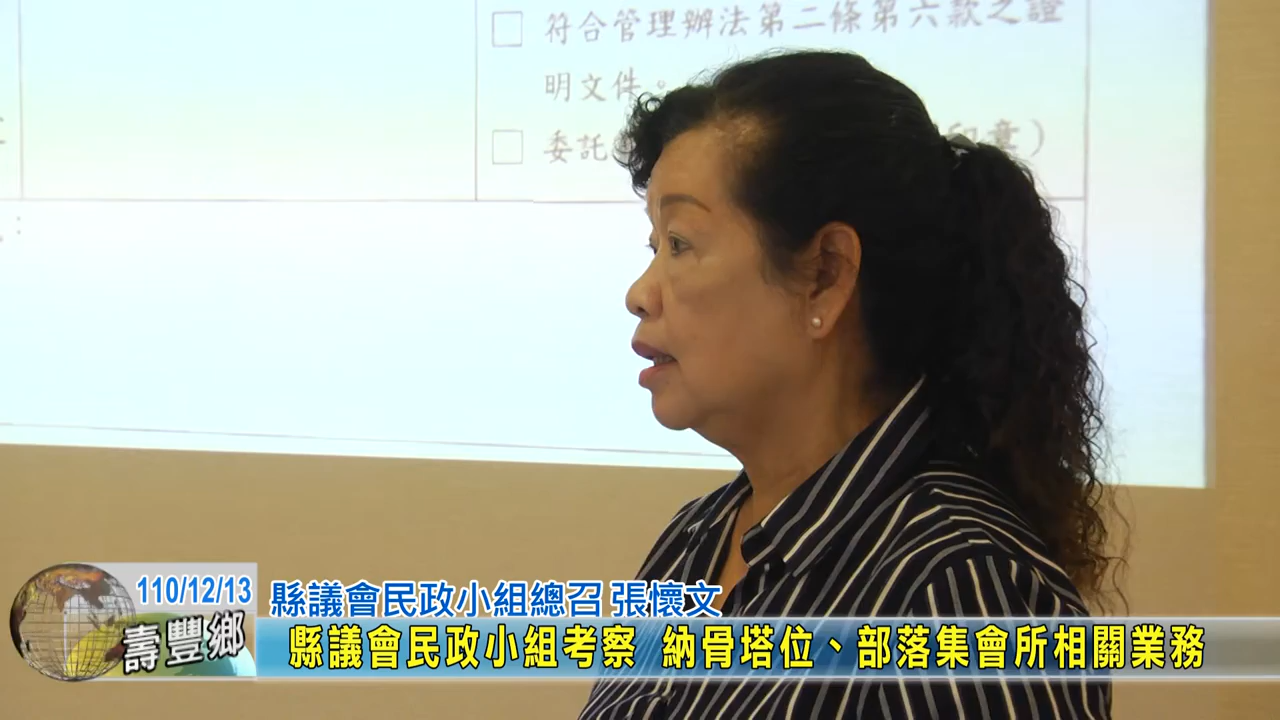 符合管理辦法第二條第六款之證
明文件。
委託
印章）
110/12/13
壽豐鄉
縣議會民政小組總召 張懷文
縣議會民政小組考察 納骨塔位、部落集會所相關業務